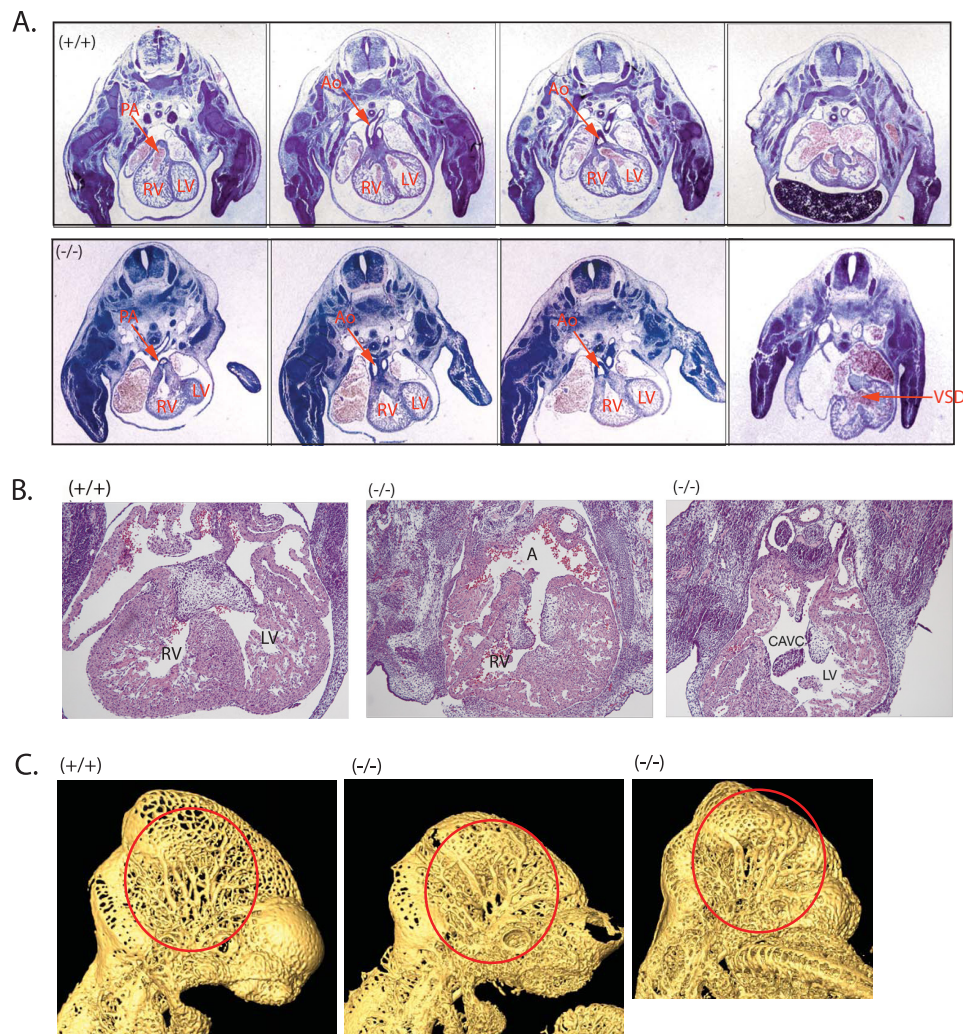 A.
(+/+)
PA
RV
LV
Ao
RV
LV
Ao
RV
LV
(-/-)
PA
RV
LV
Ao
RV
LV
Ao
RV
LV
VSD
B.
(+/+)
(-/-)
(-/-)
RV
LV
A
RV
CAVC
LV
C.
(+/+)
(-/-)
(-/-)